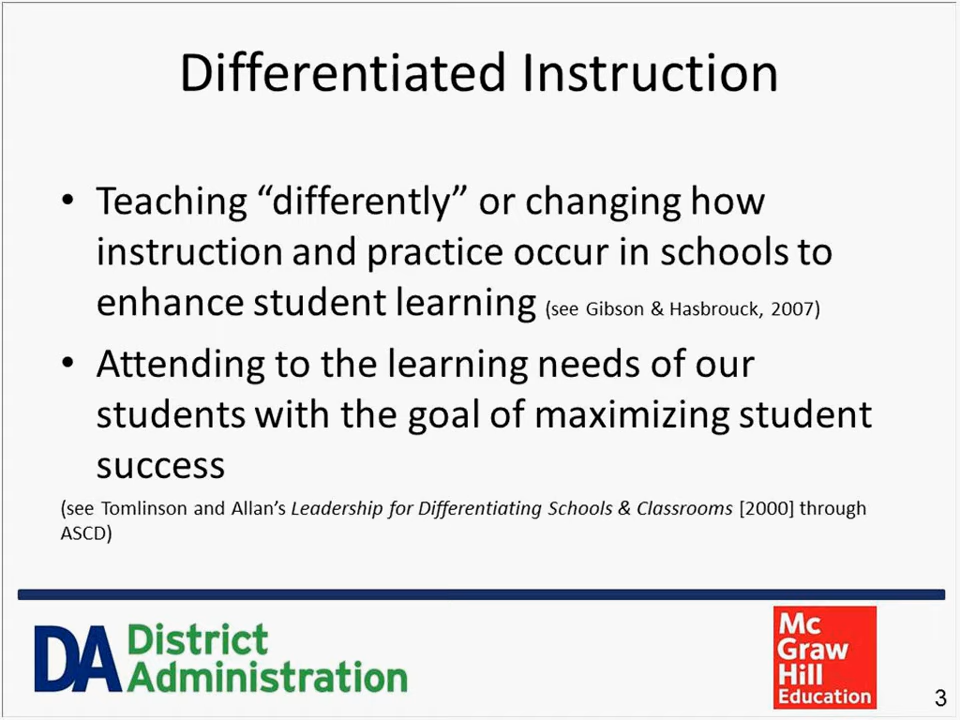 Differentiated Instruction
• Teaching “differently” or changing how
instruction and practice occur in schools to
enhance student learning (see Gibson & Hasbrouck, 2007)
• Attending to the learning needs of our
students with the goal of maximizing student
success
(see Tomlinson and Allan’s Leadership for Differentiating Schools & Classrooms [2000] through
ASCD)
DA District
Administration
Mc
Graw
Hill
Education
3